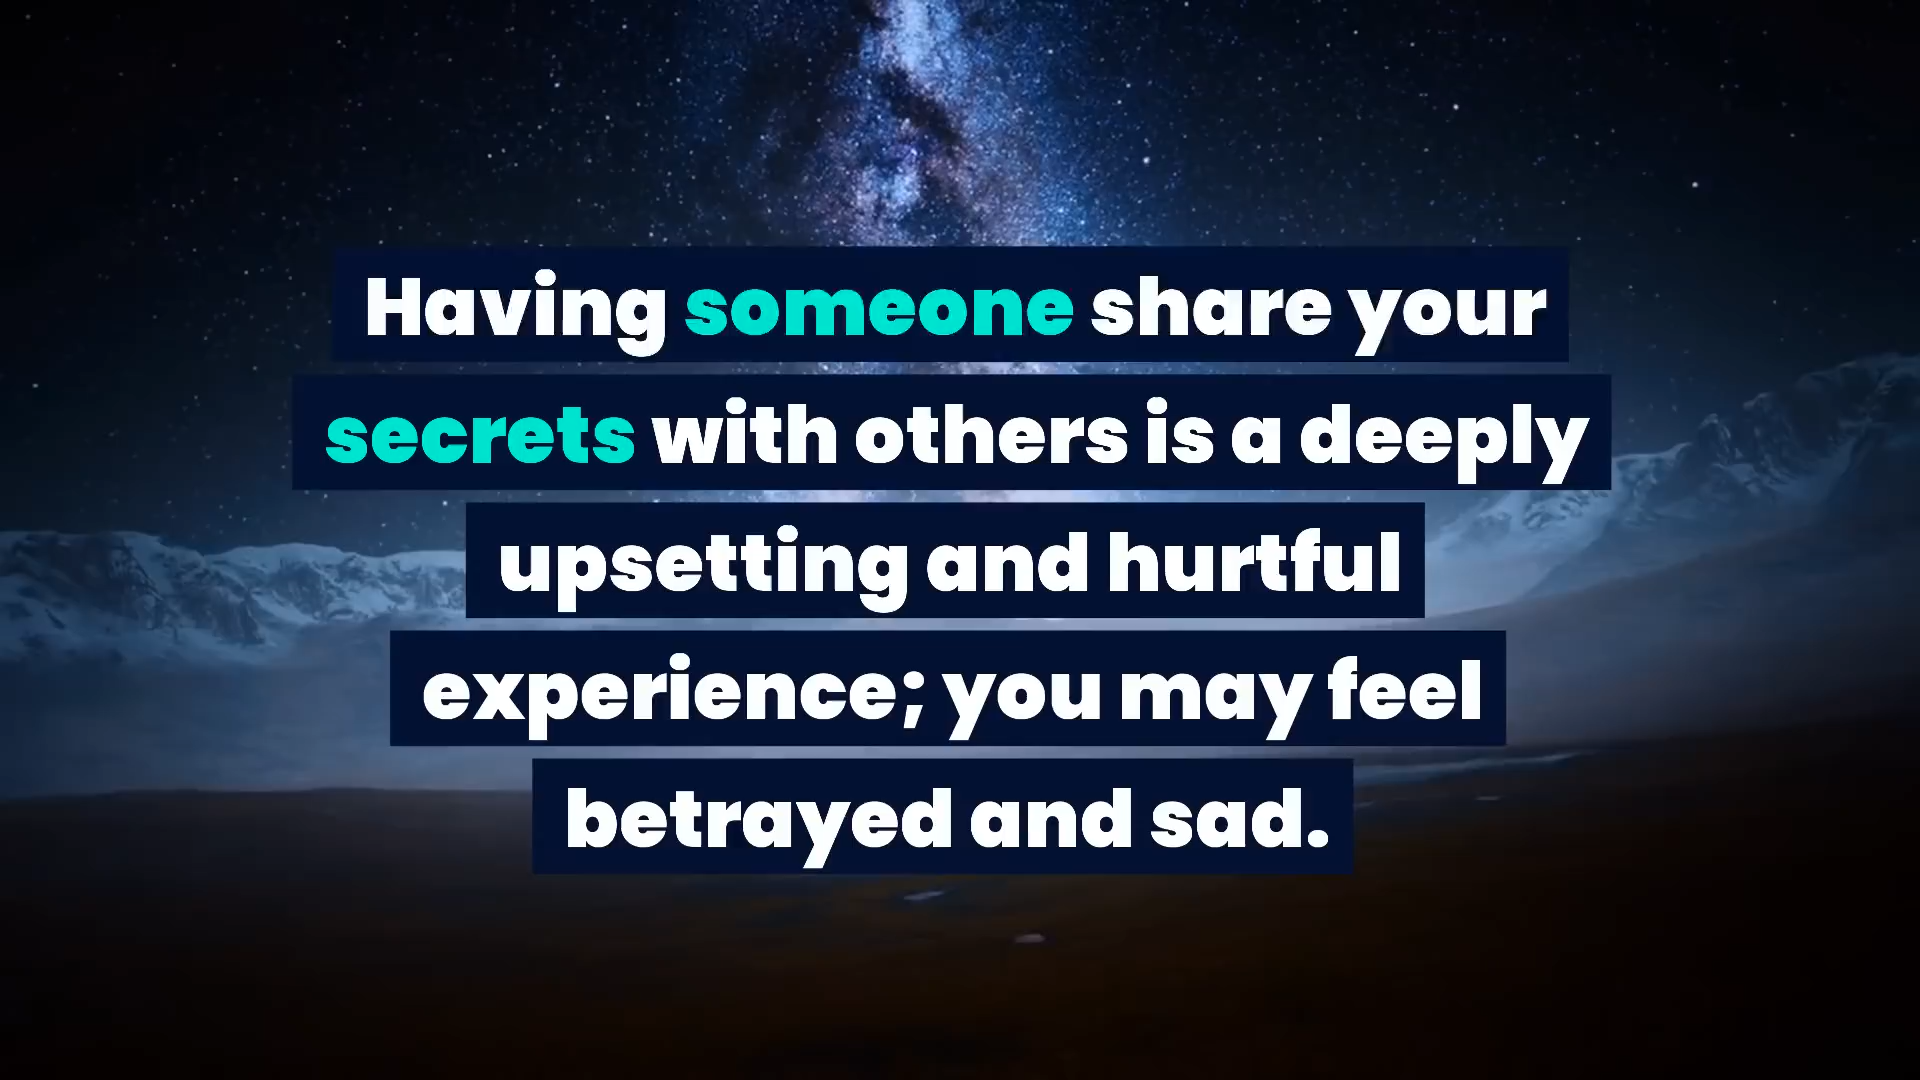 Having someone share your
secrets with others is a deeply
upsetting and hurtful
experience; you may feel
betrayed and sad.